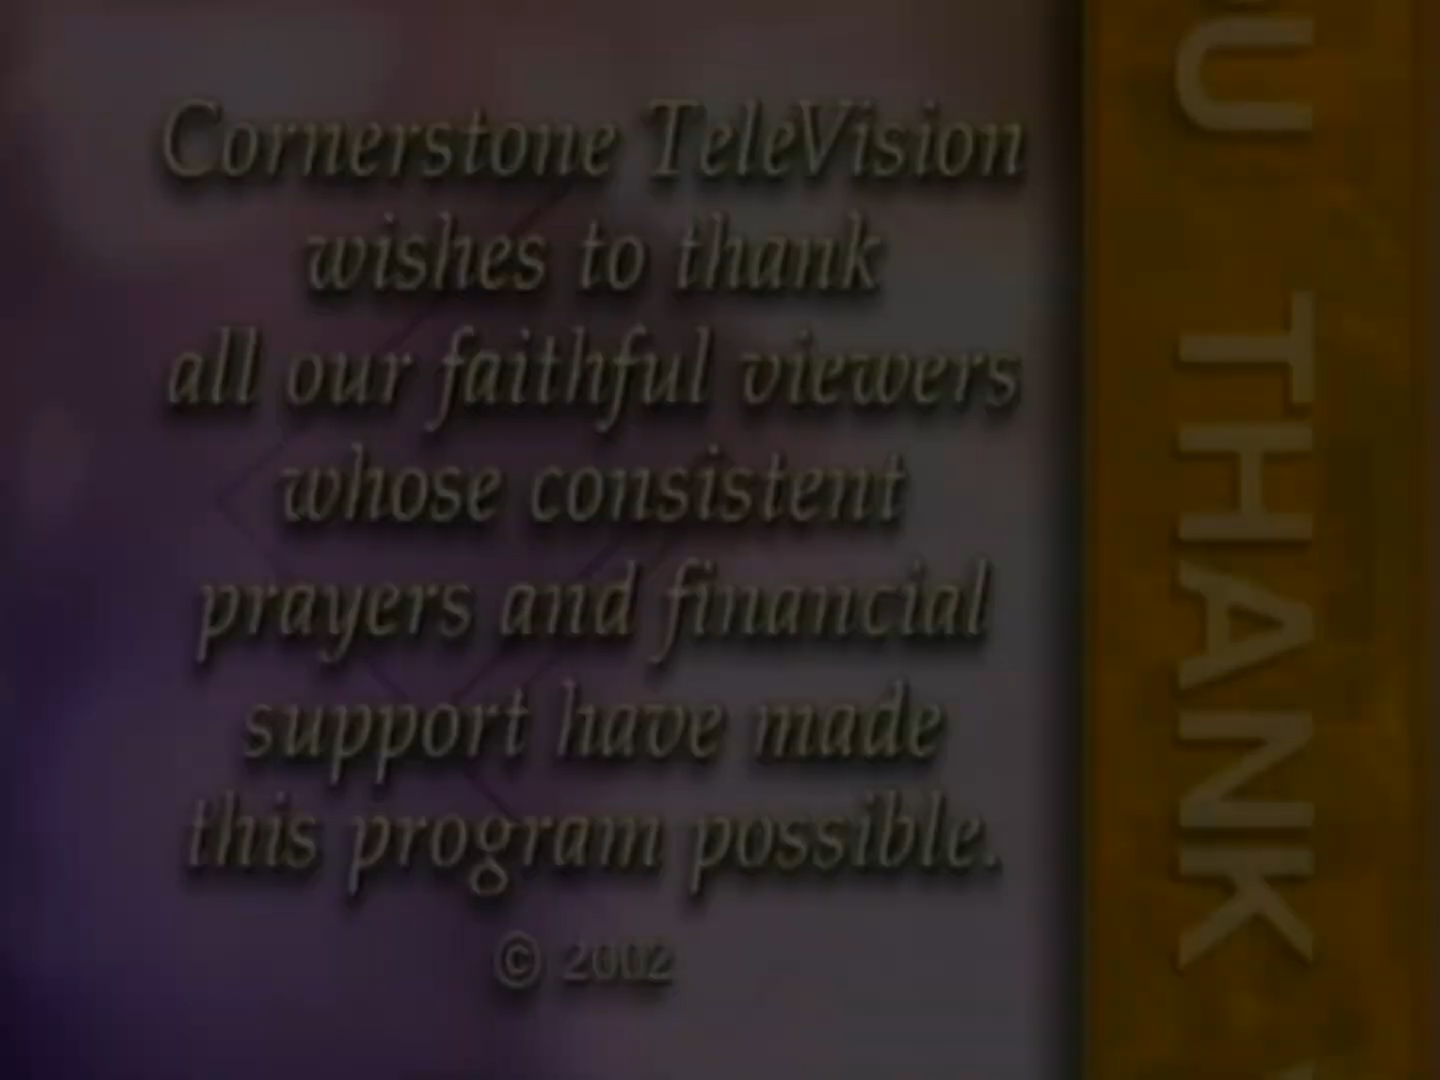 Cornerstone TeleVision
wishes to thank
all our faithful viewers
whose consistent
prayers and financial
support have made
this program possible.
© 2002
U THANK